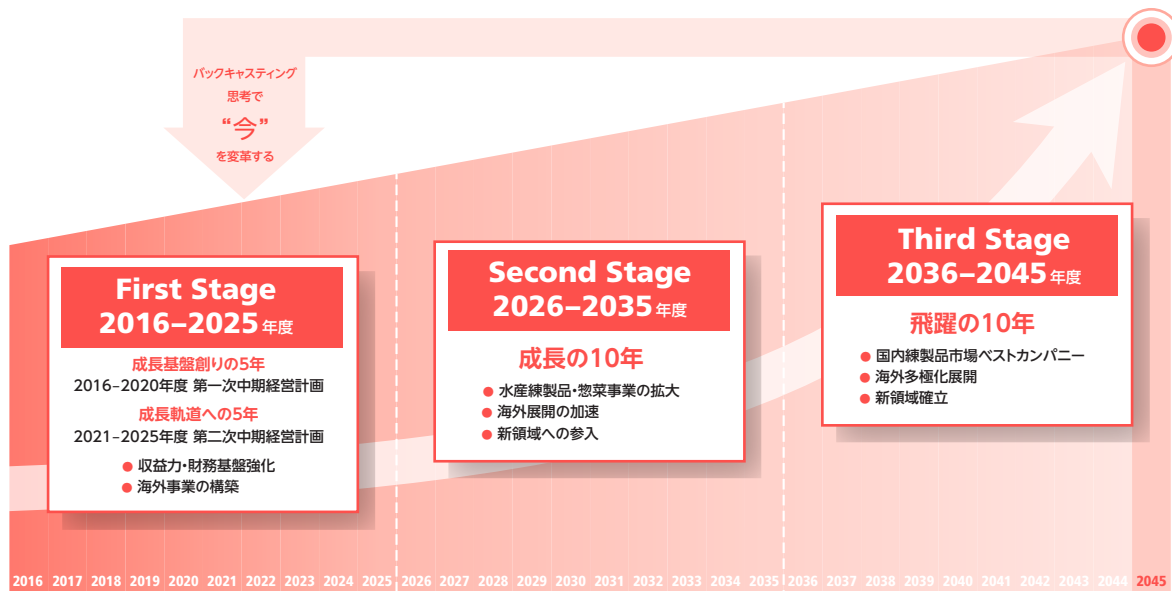 バックキャスティング
思考で
“今”
を変革する
First Stage
2016–2025年度
成長基盤創りの5年
2016–2020年度 第一次中期経営計画
成長軌道への5年
2021–2025年度 第二次中期経営計画
● 収益力・財務基盤強化
● 海外事業の構築
Second Stage
2026–2035年度
成長の10年
● 水産練製品・惣菜事業の拡大
● 海外展開の加速
● 新領域への参入
Third Stage
2036–2045年度
飛躍の10年
● 国内練製品市場ベストカンパニー
● 海外多極化展開
● 新領域確立
2016 2017 2018 2019 2020 2021 2022 2023 2024 2025 2026 2027 2028 2029 2030 2031 2032 2033 2034 2035 2036 2037 2038 2039 2040 2041 2042 2043 2044 2045